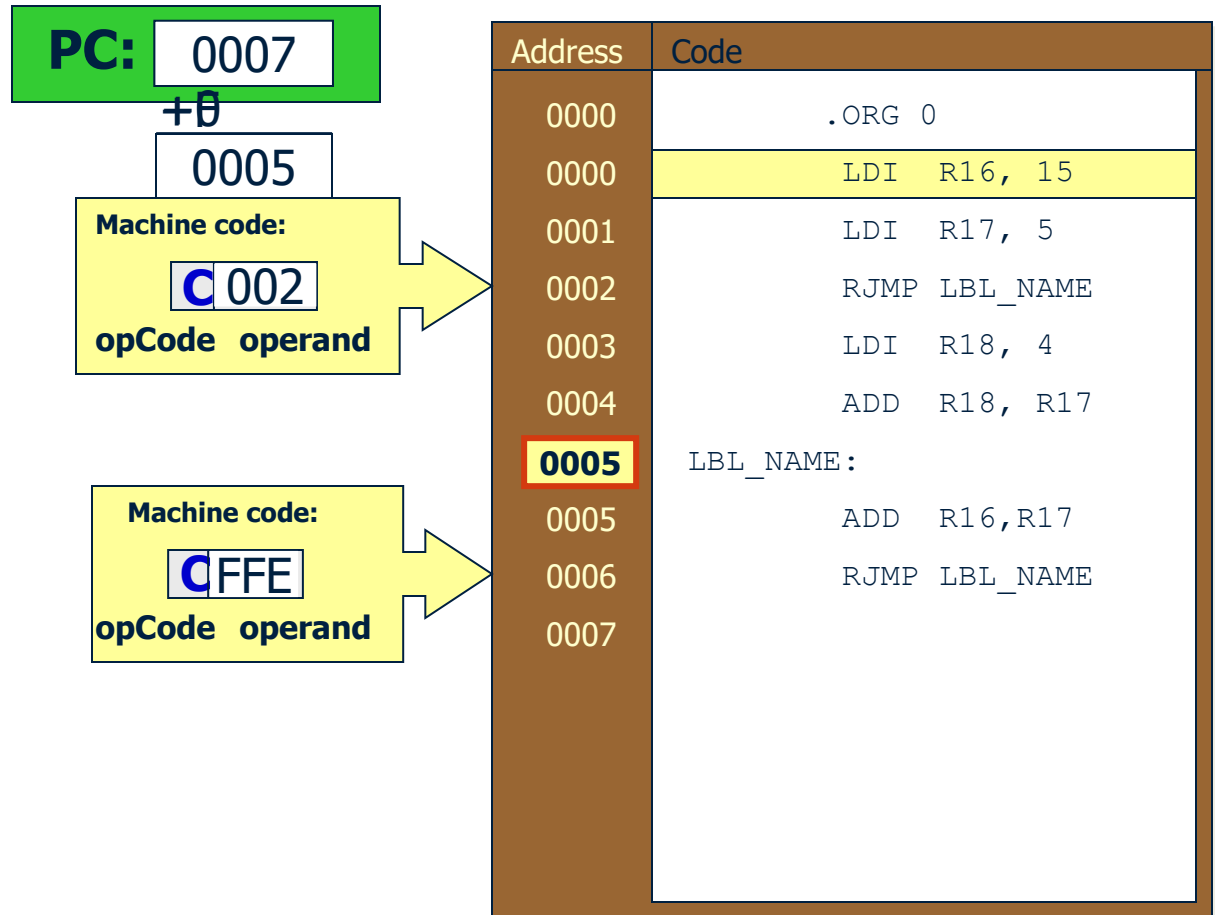 PC: 0007
0005
Machine code:
C 002
opCode operand
Machine code:
C FFE
opCode operand
Address Code
0000 .ORG 0
0000 LDI R16, 15
0001 LDI R17, 5
0002 RJMP LBL_NAME
0003 LDI R18, 4
0004 ADD R18, R17
0005 LBL_NAME:
0005 ADD R16,R17
0006 RJMP LBL_NAME
0007